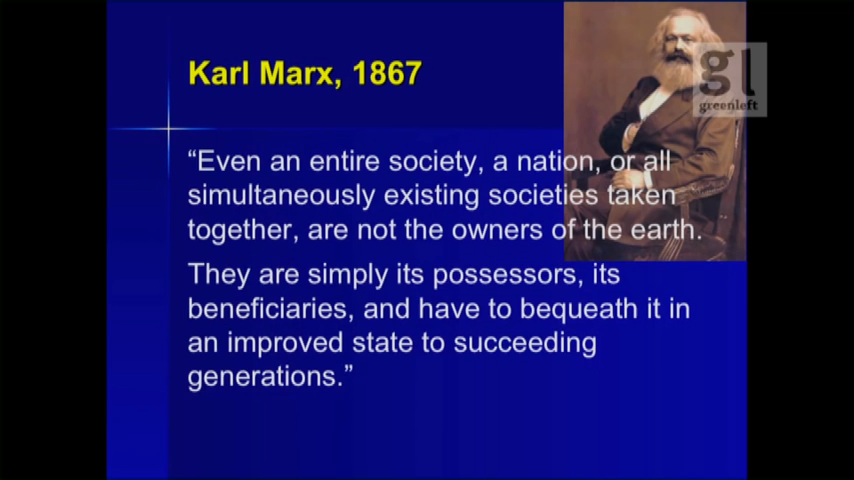 Karl Marx, 1867
gl
greenleft
“Even an entire society, a nation, or all
simultaneously existing societies taken
together, are not the owners of the earth.
They are simply its possessors, its
beneficiaries, and have to bequeath it in
an improved state to succeeding
generations.”